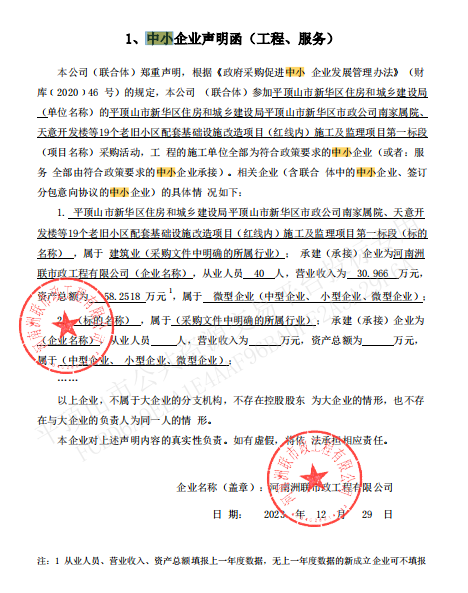 1、中小企业声明函（工程、服务）
本公司（联合体）郑重声明，根据《政府采购促进中小 企业发展管理办法》（财
库﹝2020﹞46 号）的规定，本公司 （联合体）参加平顶山市新华区住房和城乡建设局
（单位名称）的平顶山市新华区住房和城乡建设局平顶山市市政公司南家属院、
天意开发楼等19个老旧小区配套基础设施改造项目（红线内）施工及监理项目第一标段
（项目名称）采购活动，工 程的施工单位全部为符合政策要求的中小企业（或者：服
务 全部由符合政策要求的中小企业承接）。相关企业（含联合 体中的中小企业、签订
分包意向协议的中小企业）的具体情 况如下：
1. 平顶山市新华区住房和城乡建设局平顶山市新华区市政公司南家属院、天意开
发楼等19个老旧小区配套基础设施改造项目（红线内）施工及监理项目第一标段（标的
名称） ，属于 建筑业（采购文件中明确的所属行业）； 承建（承接）企业为河南洲
联市政工程有限公司（企业名称），从业人员 40 人，营业收入为 30.966 万元，
资产总额为 58.2518 万元1，属于 微型企业（中型企业、 小型企业、微型企业）；
2. （标的名称） ，属于（采购文件中明确的所属行业）； 承建（承接）企业为
（企业名称），从业人员 人，营业收入为 万元，资产总额为 万元，
属于（中型企业、 小型企业、微型企业）；
……
以上企业，不属于大企业的分支机构，不存在控股股东 为大企业的情形，也不存
在与大企业的负责人为同一人的情 形。
本企业对上述声明内容的真实性负责。如有虚假，将依 法承担相应责任。
企业名称（盖章）：河南洲联市政工程有限公司
日 期： 2023 年 12 月 29 日
注：1 从业人员、营业收入、资产总额填报上一年度数据，无上一年度数据的新成立企业可不填报